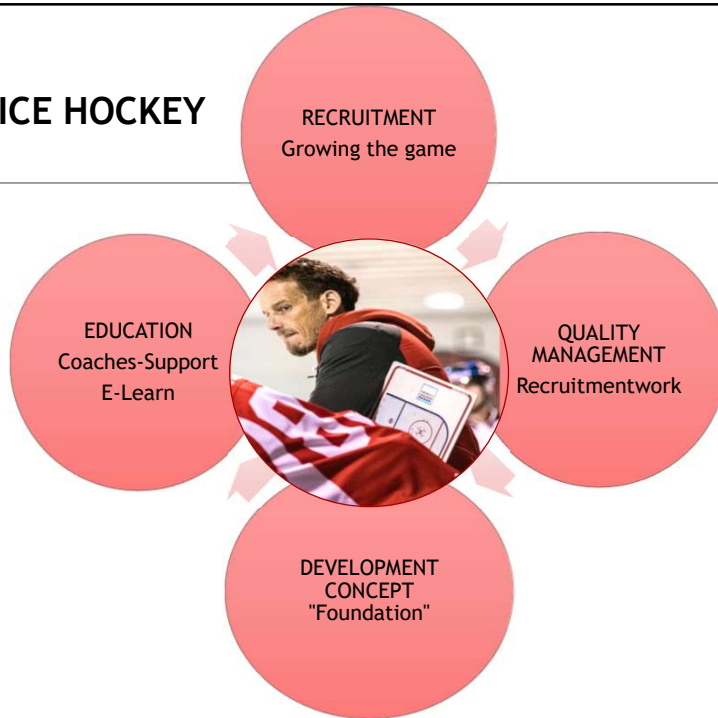 ICE HOCKEY
RECRUITMENT
Growing the game
EDUCATION
Coaches-Support
E-Learn
QUALITY
MANAGEMENT
Recruitmentwork
DEVELOPMENT
CONCEPT
"Foundation"